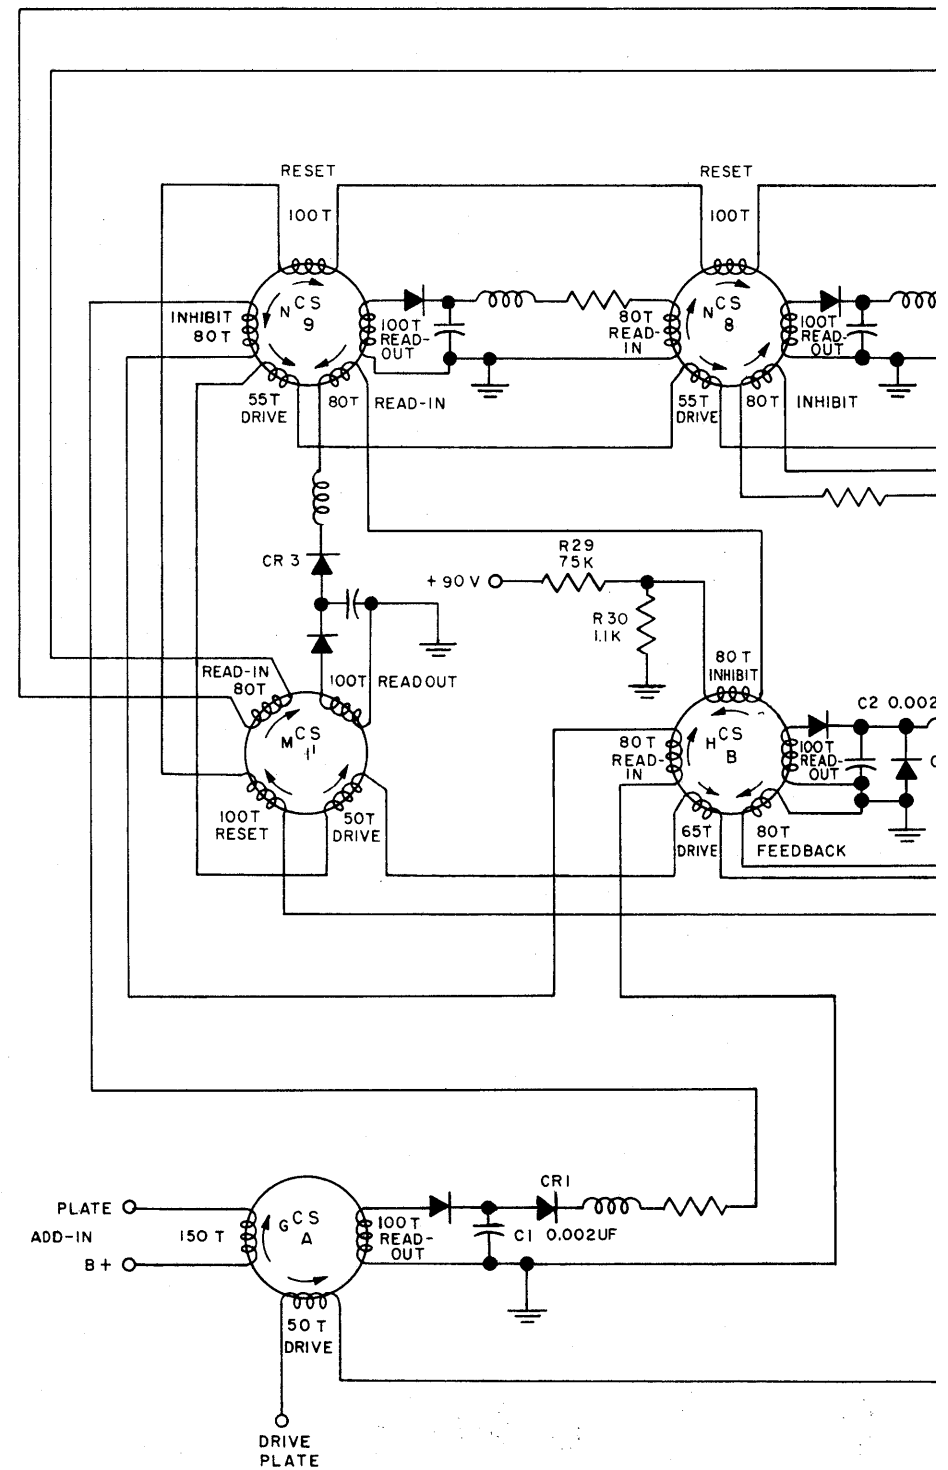 RESET
100T
RESET
100T
INHIBIT
80T
N CS
9
100T
READ-
OUT
80T
READ-
IN
N CS
8
100T
READ-
OUT
55T
DRIVE
80T
READ-IN
55T
DRIVE
80T
INHIBIT
CR 3
+90V
R29
75K
R30
1.1K
READ-IN
80T
100T READOUT
M CS
100T
RESET
50T
DRIVE
80T
INHIBIT
80T
READ-
IN
H CS
B
100T
READ-
OUT
C2 0.002
C
65T
DRIVE
80T
FEEDBACK
PLATE
ADD-IN
B+
150 T
G CS
A
100T
READ-
OUT
CR1
C1 0.002UF
50T
DRIVE
DRIVE
PLATE